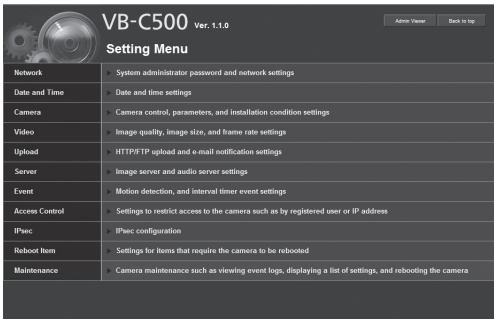 VB-C500 Ver. 1.1.0
Admin Viewer Back to top
Setting Menu
Network System administrator password and network settings
Date and Time Date and time settings
Camera Camera control, parameters, and installation condition settings
Video Image quality, image size, and frame rate settings
Upload HTTP/FTP upload and e-mail notification settings
Server Image server and audio server settings
Event Motion detection, and interval timer event settings
Access Control Settings to restrict access to the camera such as by registered user or IP address
IPsec IPsec configuration
Reboot Item Settings for items that require the camera to be rebooted
Maintenance Camera maintenance such as viewing event logs, displaying a list of settings, and rebooting the camera